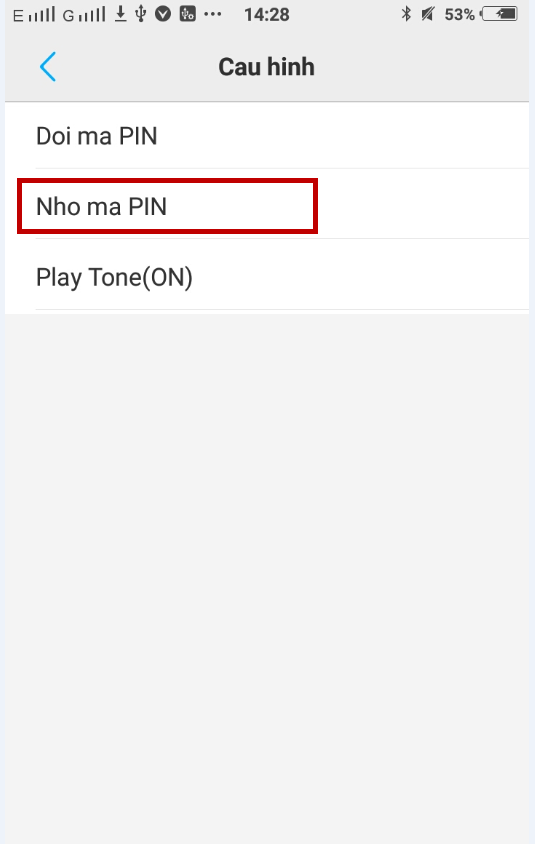 E G ... 14:28 53%
Cau hinh
Doi ma PIN
Nho ma PIN
Play Tone(ON)